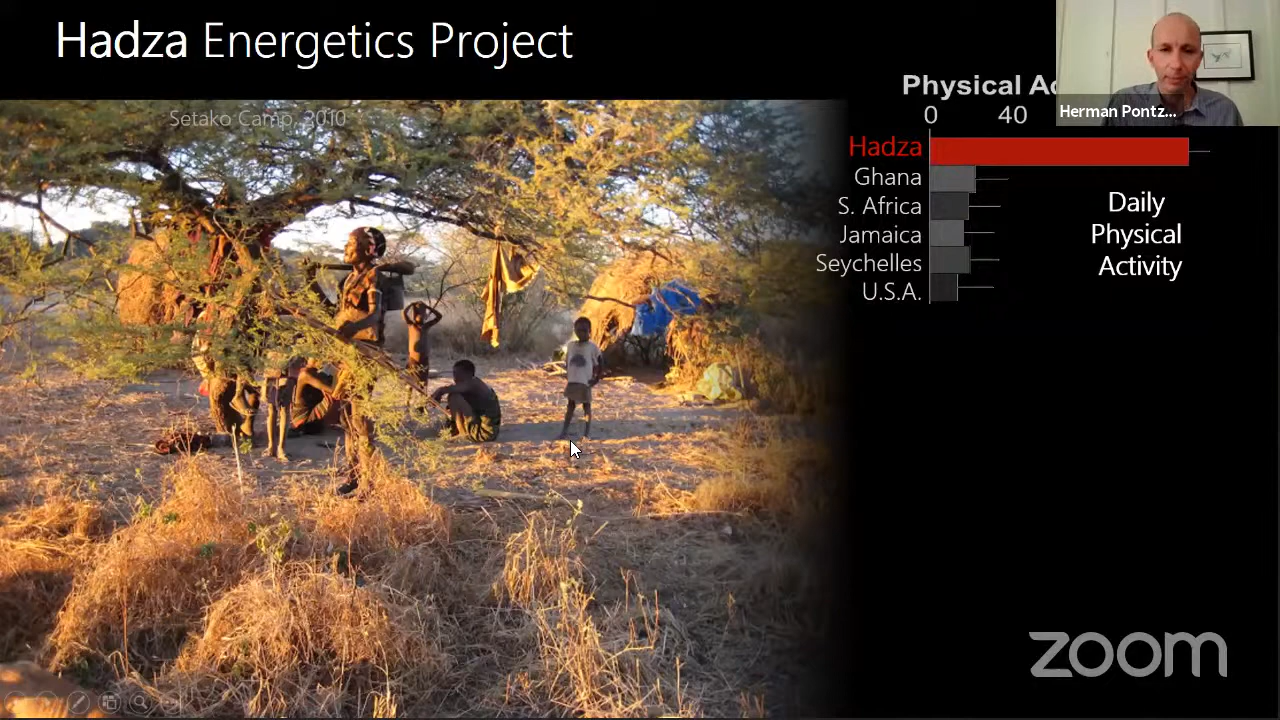 Hadza Energetics Project
Setako Camp, 2010
Physical Ac
0 40
Hadza
Ghana
S. Africa
Jamaica
Seychelles
U.S.A.
Daily
Physical
Activity
Herman Pontz...
zoom